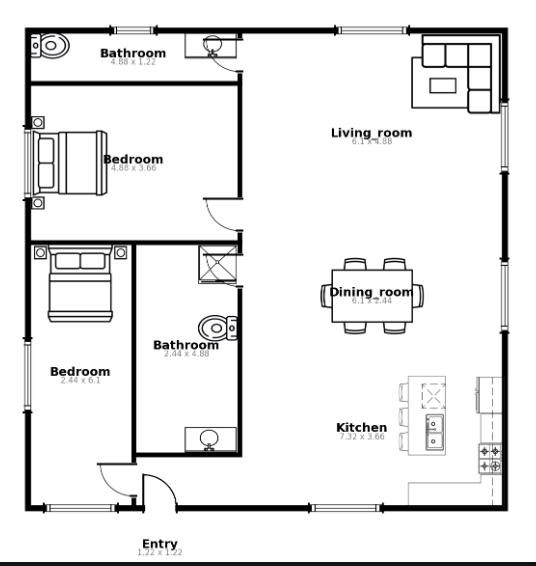 Bathroom
4.88 x 1.22
Living_room
6.1 x 4.88
Bedroom
4.88 x 3.66
Dining_room
6.1 x 2.44
Bathroom
2.44 x 4.88
Bedroom
2.44 x 6.1
Kitchen
7.32 x 3.66
Entry
1.22 x 1.22